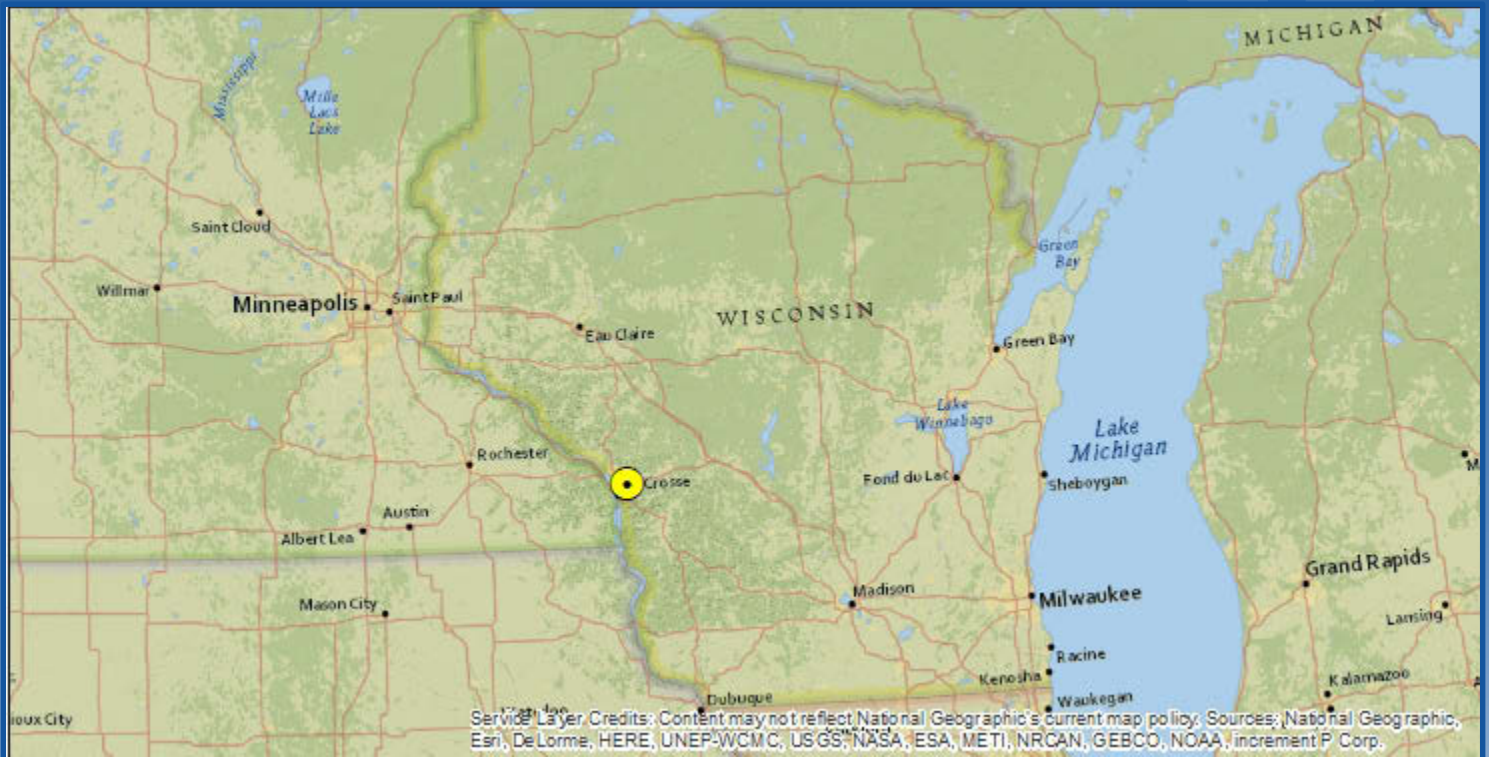 MICHIGAN
Mississippi
Mille
Lacs
Lake
Saint Cloud
Green
Bay
Willmar
Minneapolis
Saint Paul
WISCONSIN
Eau Claire
Green Bay
Lake
Winnebago
Lake
Michigan
Rochester
Crosse
Fond du Lac
Sheboygan
M
Austin
Albert Lea
Grand Rapids
Mason City
Madison
Milwaukee
Lansing
Racine
Kenosha
Kalamazoo
Dubuque
Waukegan
ioux City
Waterloo
Service Layer Credits: Content may not reflect National Geographic's current map policy. Sources: National Geographic,
Esri, DeLorme, HERE, UNEP-WCMC, USGS, NASA, ESA, METI, NRCAN, GEBCO, NOAA, increment P Corp.